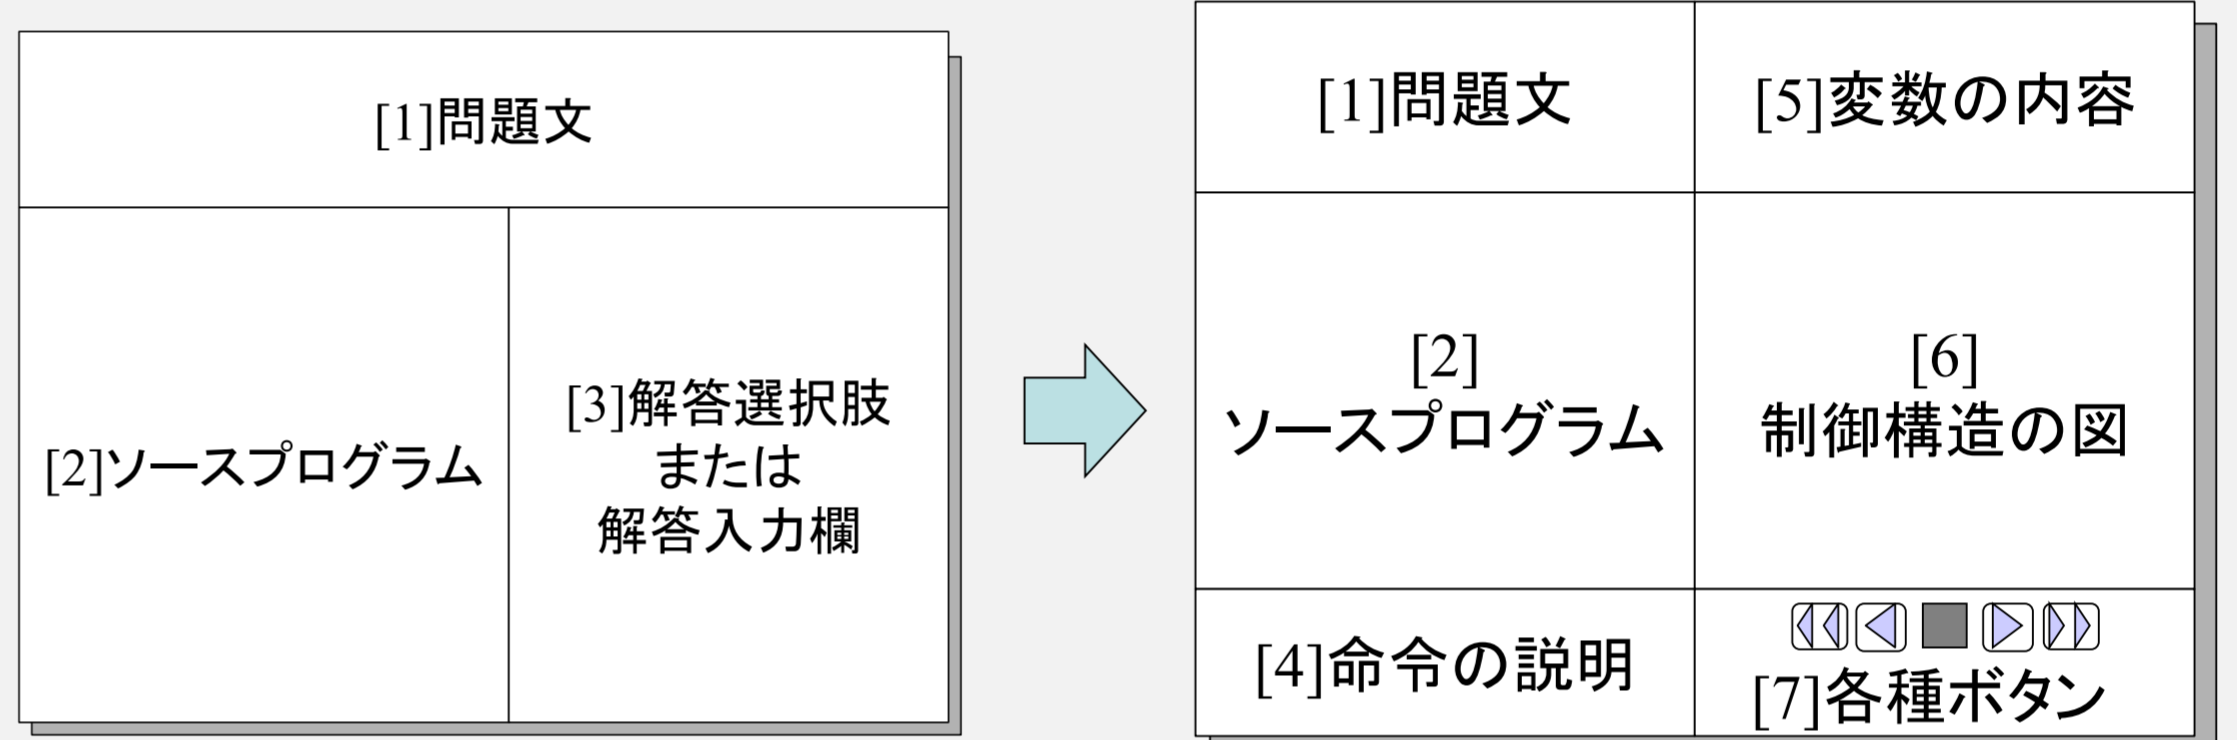 [1]問題文
[2]ソースプログラム
[3]解答選択肢
または
解答入力欄
[1]問題文
[5]変数の内容
[2]
ソースプログラム
[6]
制御構造の図
[4]命令の説明
[7]各種ボタン